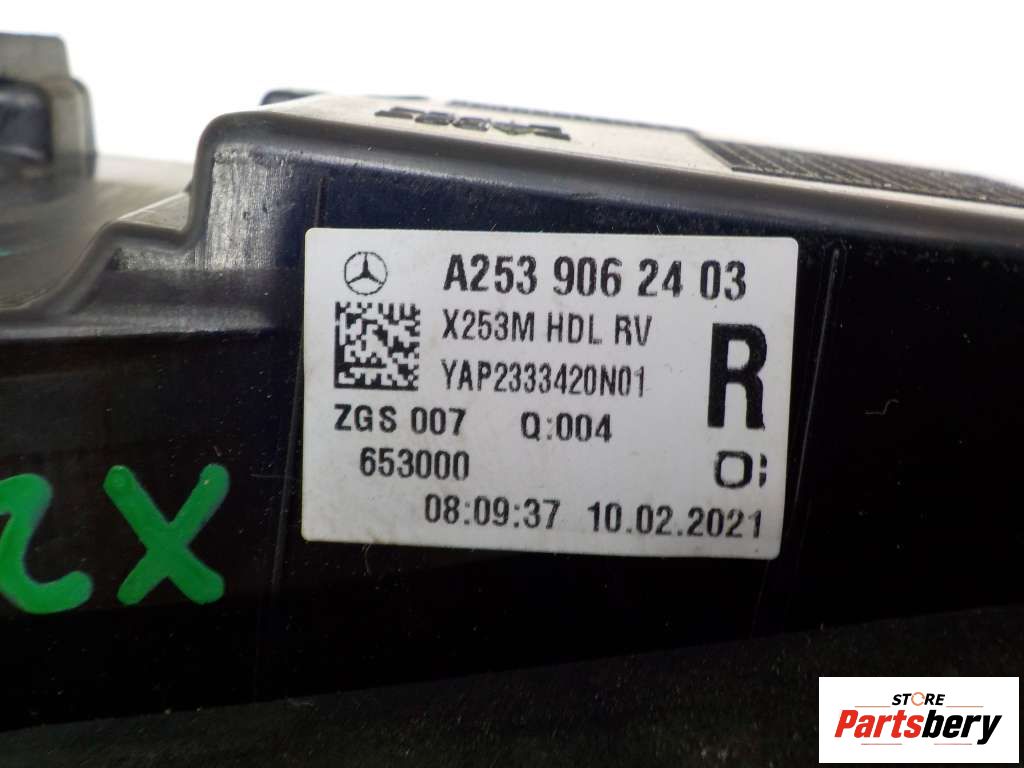 A253 906 24 03
X253M HDL RV
YAP2333420N01
R
ZGS 007 Q:004
653000
08:09:37 10.02.2021
2X
STORE
Partsbery